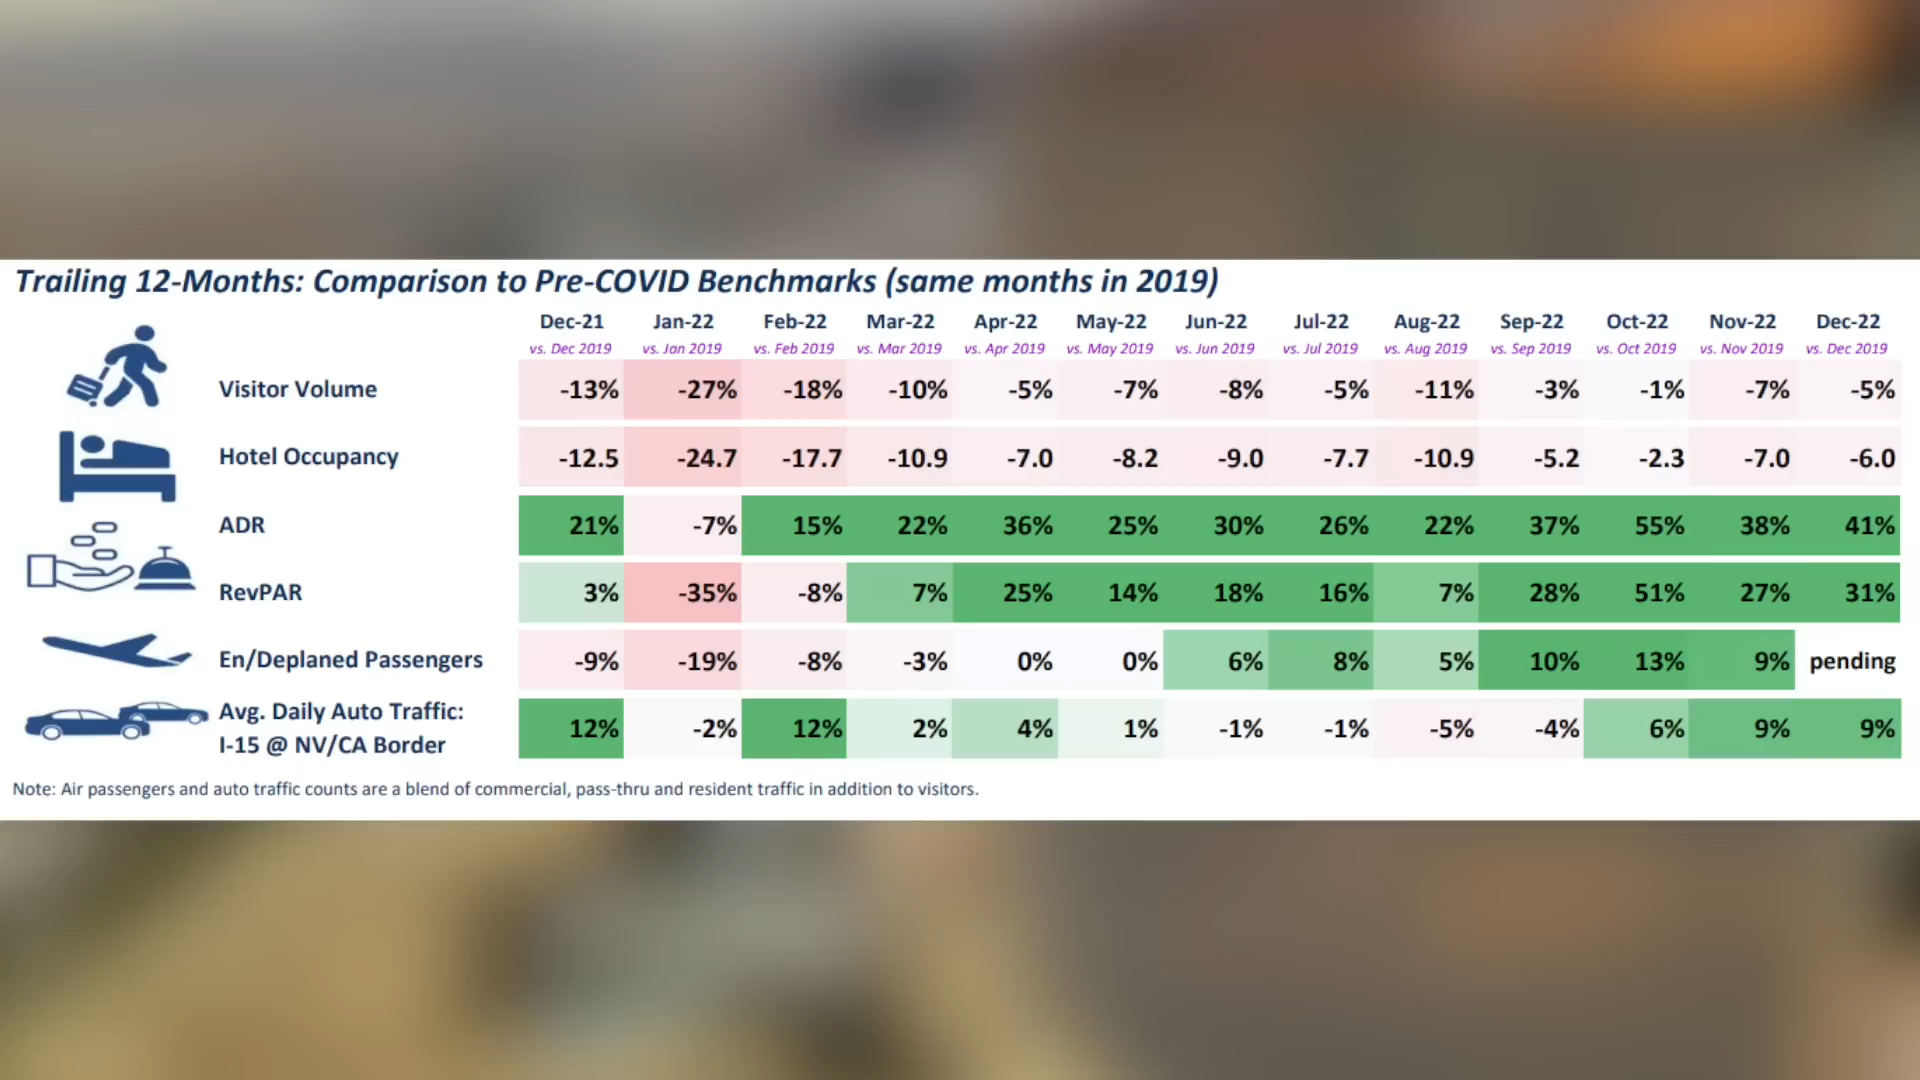 Trailing 12-Months: Comparison to Pre-COVID Benchmarks (same months in 2019)
Dec-21 Jan-22 Feb-22 Mar-22 Apr-22 May-22 Jun-22 Jul-22 Aug-22 Sep-22 Oct-22 Nov-22 Dec-22
vs. Dec 2019 vs. Jan 2019 vs. Feb 2019 vs. Mar 2019 vs. Apr 2019 vs. May 2019 vs. Jun 2019 vs. Jul 2019 vs. Aug 2019 vs. Sep 2019 vs. Oct 2019 vs. Nov 2019 vs. Dec 2019
Visitor Volume -13% -27% -18% -10% -5% -7% -8% -5% -11% -3% -1% -7% -5%
Hotel Occupancy -12.5 -24.7 -17.7 -10.9 -7.0 -8.2 -9.0 -7.7 -10.9 -5.2 -2.3 -7.0 -6.0
ADR 21% -7% 15% 22% 36% 25% 30% 26% 22% 37% 55% 38% 41%
RevPAR 3% -35% -8% 7% 25% 14% 18% 16% 7% 28% 51% 27% 31%
En/Deplaned Passengers -9% -19% -8% -3% 0% 0% 6% 8% 5% 10% 13% 9% pending
Avg. Daily Auto Traffic:
I-15 @ NV/CA Border 12% -2% 12% 2% 4% 1% -1% -1% -5% -4% 6% 9% 9%
Note: Air passengers and auto traffic counts are a blend of commercial, pass-thru and resident traffic in addition to visitors.